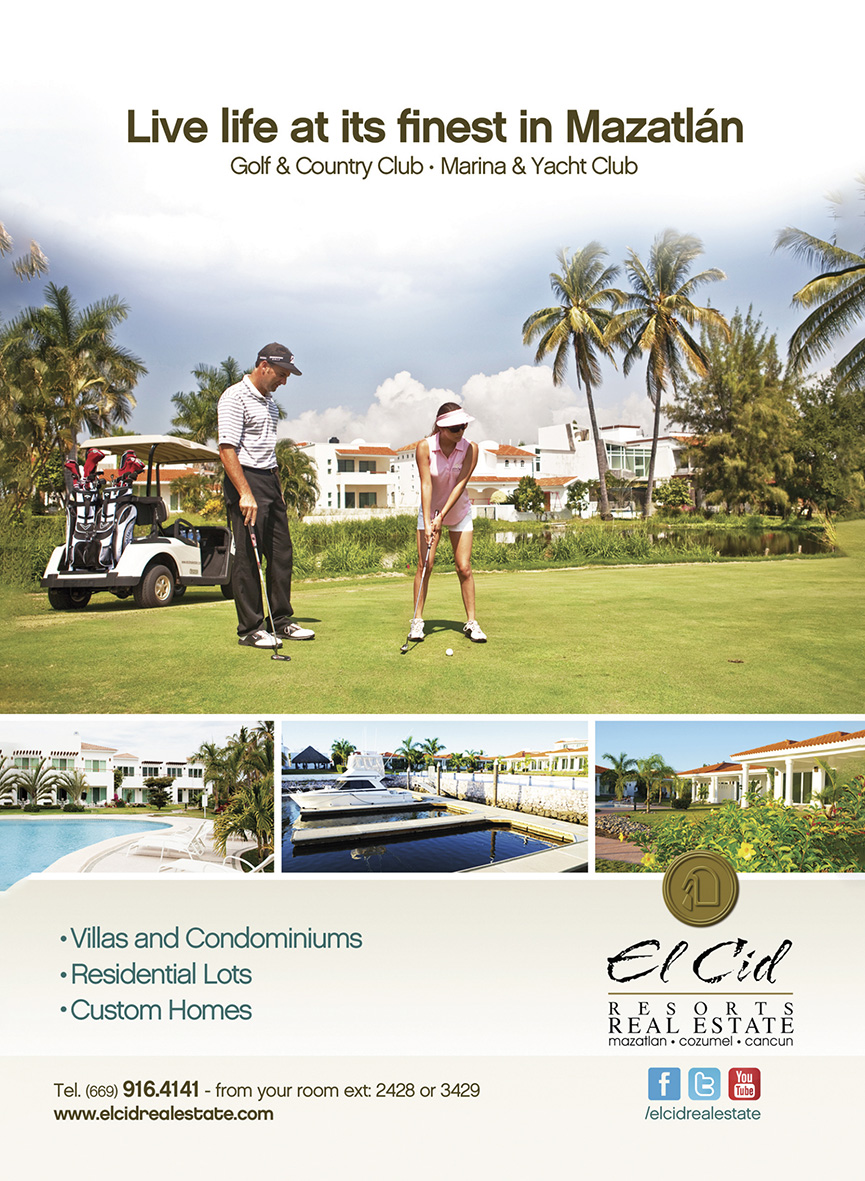 Live life at its finest in Mazatlán
Golf & Country Club • Marina & Yacht Club
• Villas and Condominiums
• Residential Lots
• Custom Homes
El Cid
RESORTS
REAL ESTATE
mazatlan • cozumel • cancun
Tel. (669) 916.4141 - from your room ext: 2428 or 3429
www.elcidrealestate.com
You
Tube
/elcidrealestate